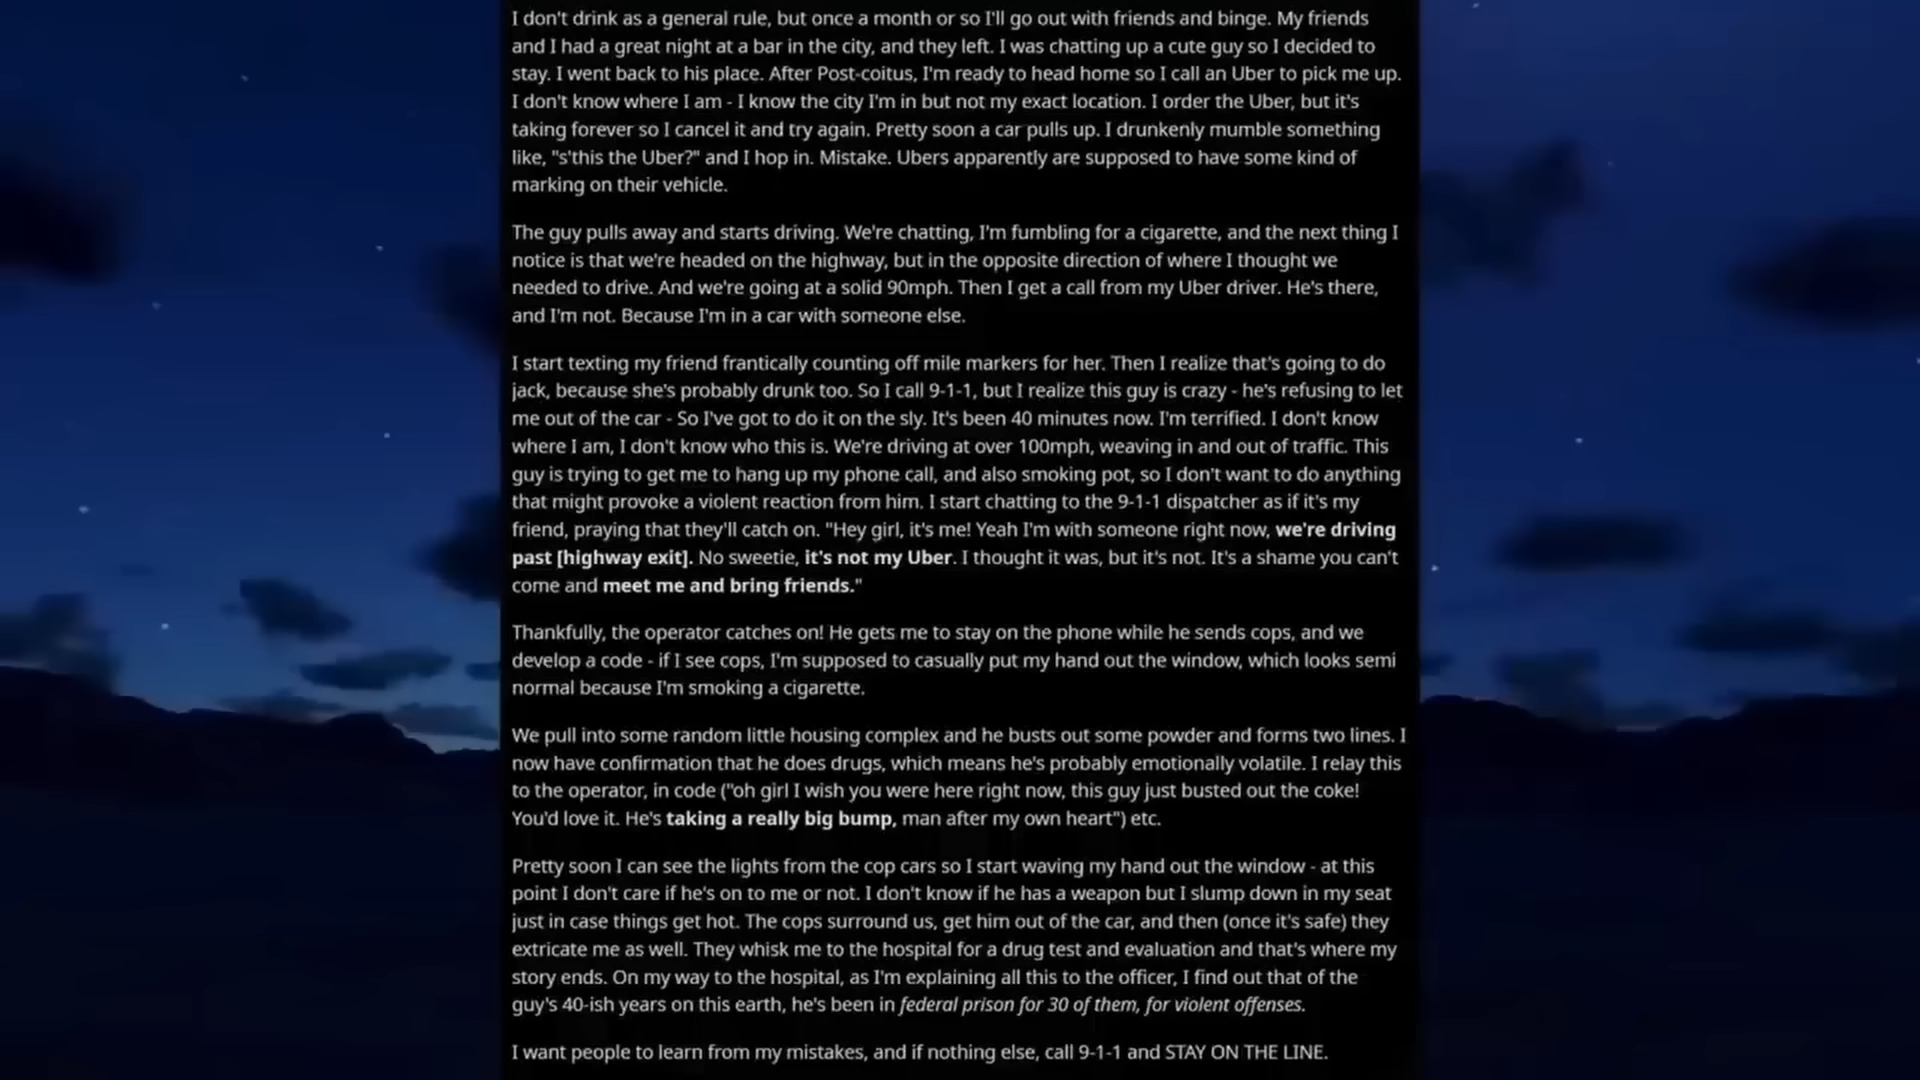 I don't drink as a general rule, but once a month or so I'll go out with friends and binge. My friends
and I had a great night at a bar in the city, and they left. I was chatting up a cute guy so I decided to
stay. I went back to his place. After Post-coitus, I'm ready to head home so I call an Uber to pick me up.
I don't know where I am - I know the city I'm in but not my exact location. I order the Uber, but it's
taking forever so I cancel it and try again. Pretty soon a car pulls up. I drunkenly mumble something
like, "s'this the Uber?" and I hop in. Mistake. Ubers apparently are supposed to have some kind of
marking on their vehicle.
The guy pulls away and starts driving. We're chatting, I'm fumbling for a cigarette, and the next thing I
notice is that we're headed on the highway, but in the opposite direction of where I thought we
needed to drive. And we're going at a solid 90mph. Then I get a call from my Uber driver. He's there,
and I'm not. Because I'm in a car with someone else.
I start texting my friend frantically counting off mile markers for her. Then I realize that's going to do
jack, because she's probably drunk too. So I call 9-1-1, but I realize this guy is crazy - he's refusing to let
me out of the car - So I've got to do it on the sly. It's been 40 minutes now. I'm terrified. I don't know
where I am, I don't know who this is. We're driving at over 100mph, weaving in and out of traffic. This
guy is trying to get me to hang up my phone call, and also smoking pot, so I don't want to do anything
that might provoke a violent reaction from him. I start chatting to the 9-1-1 dispatcher as if it's my
friend, praying that they'll catch on. "Hey girl, it's me! Yeah I'm with someone right now, we're driving
past [highway exit]. No sweetie, it's not my Uber. I thought it was, but it's not. It's a shame you can't
come and meet me and bring friends."
Thankfully, the operator catches on! He gets me to stay on the phone while he sends cops, and we
develop a code - if I see cops, I'm supposed to casually put my hand out the window, which looks semi
normal because I'm smoking a cigarette.
We pull into some random little housing complex and he busts out some powder and forms two lines. I
now have confirmation that he does drugs, which means he's probably emotionally volatile. I relay this
to the operator, in code ("oh girl I wish you were here right now, this guy just busted out the coke!
You'd love it. He's taking a really big bump, man after my own heart") etc.
Pretty soon I can see the lights from the cop cars so I start waving my hand out the window - at this
point I don't care if he's on to me or not. I don't know if he has a weapon but I slump down in my seat
just in case things get hot. The cops surround us, get him out of the car, and then (once it's safe) they
extricate me as well. They whisk me to the hospital for a drug test and evaluation and that's where my
story ends. On my way to the hospital, as I'm explaining all this to the officer, I find out that of the
guy's 40-ish years on this earth, he's been in federal prison for 30 of them, for violent offenses.
I want people to learn from my mistakes, and if nothing else, call 9-1-1 and STAY ON THE LINE.